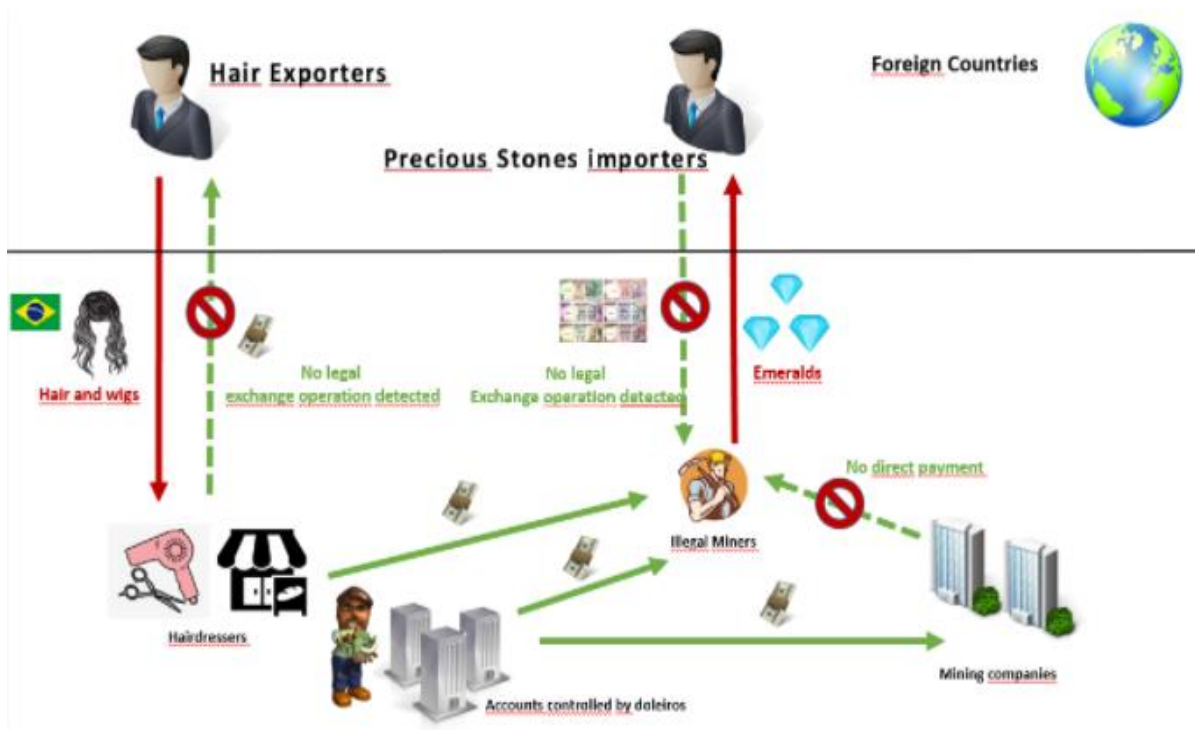 Hair Exporters
Foreign Countries
Precious Stones importers
Hair and wigs
No legal
exchange operation detected
No legal
Exchange operation detected
Emeralds
No direct payment
Illegal Miners
Hairdressers
Mining companies
Accounts controlled by doleiros